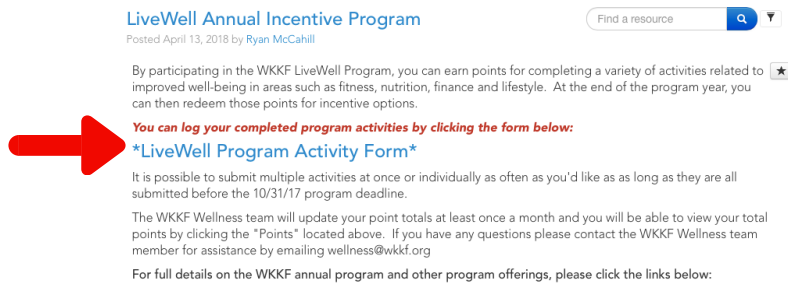 LiveWell Annual Incentive Program
Find a resource
Posted April 13, 2018 by Ryan McCahill
By participating in the WKKF LiveWell Program, you can earn points for completing a variety of activities related to
improved well-being in areas such as fitness, nutrition, finance and lifestyle.  At the end of the program year, you
can then redeem those points for incentive options.
You can log your completed program activities by clicking the form below:
*LiveWell Program Activity Form*
It is possible to submit multiple activities at once or individually as often as you'd like as as long as they are all
submitted before the 10/31/17 program deadline.
The WKKF Wellness team will update your point totals at least once a month and you will be able to view your total
points by clicking the "Points" located above.  If you have any questions please contact the WKKF Wellness team
member for assistance by emailing wellness@wkkf.org
For full details on the WKKF annual program and other program offerings, please click the links below: